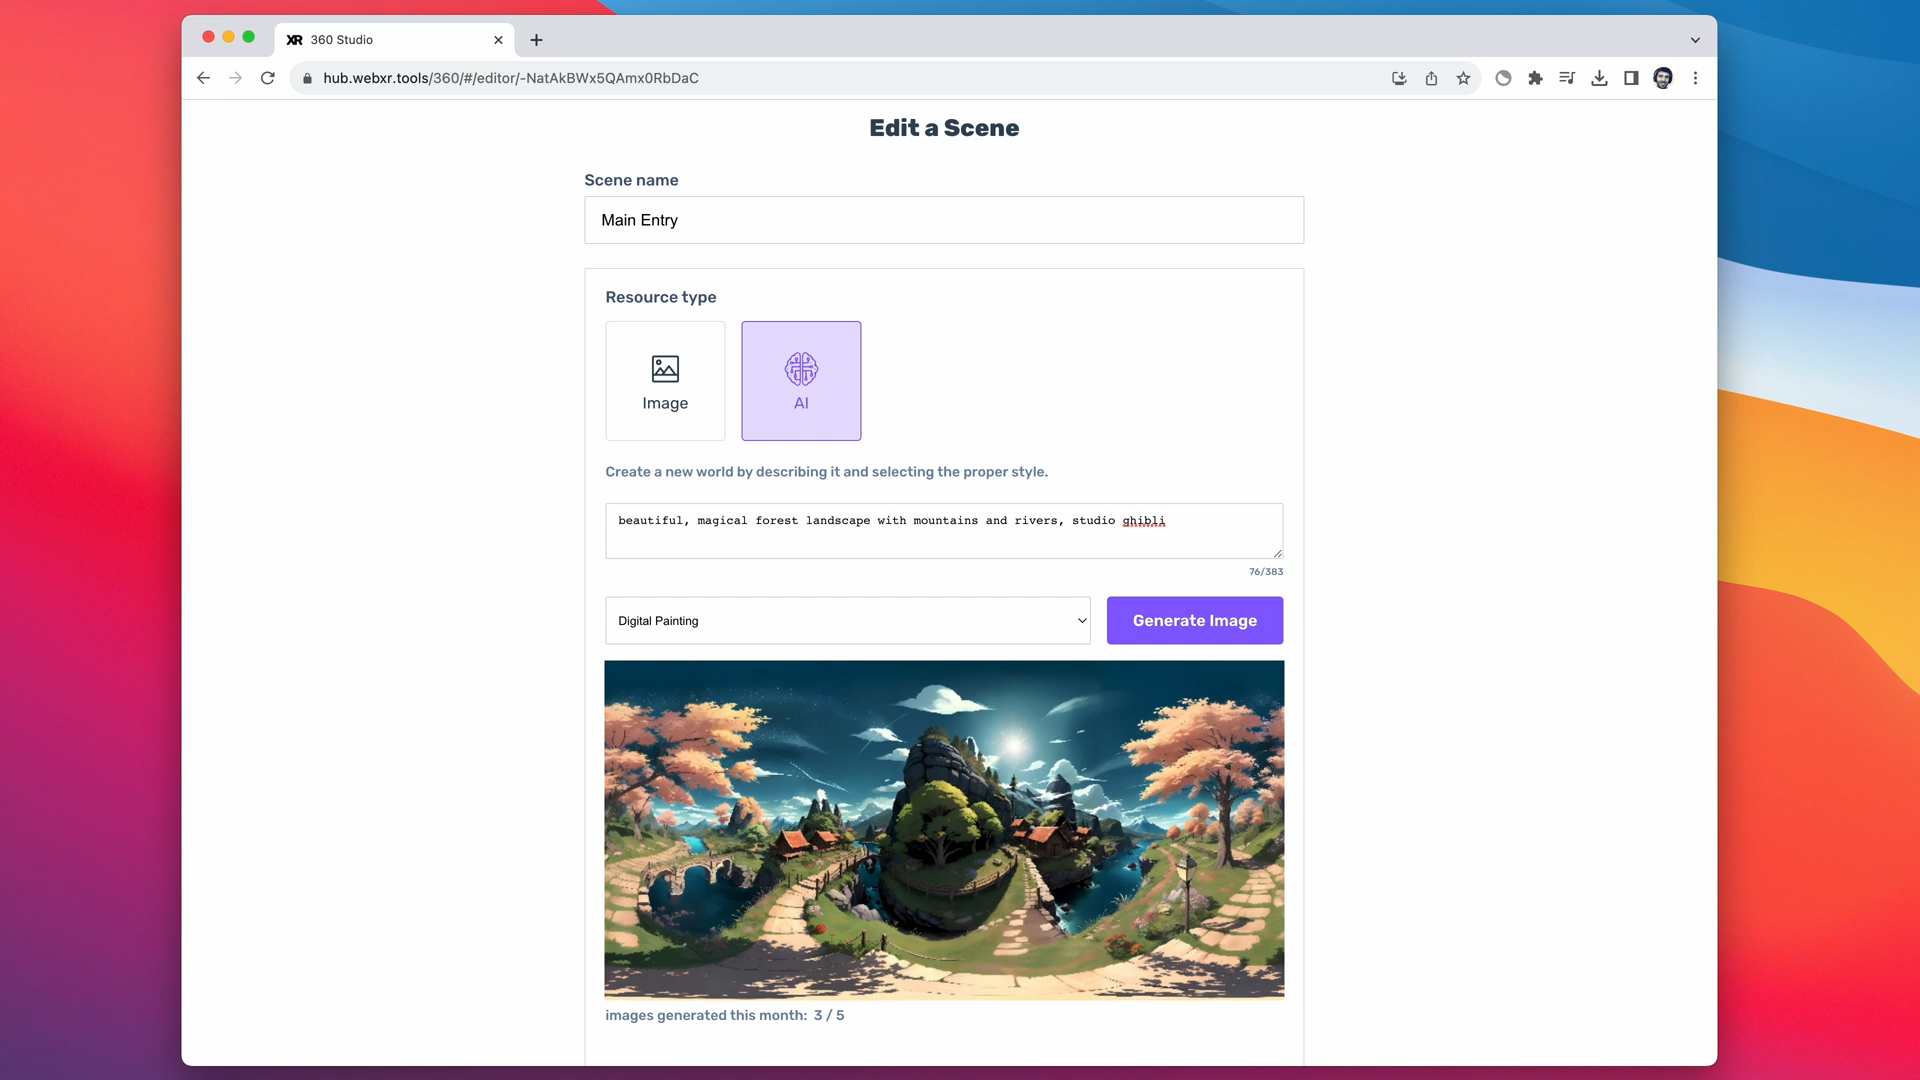 XR 360 Studio
hub.webxr.tools/360/#/editor/-NatAkBWx5QAmx0RbDaC
Edit a Scene
Scene name
Main Entry
Resource type
Image
AI
Create a new world by describing it and selecting the proper style.
beautiful, magical forest landscape with mountains and rivers, studio ghibli
76/383
Digital Painting
Generate Image
images generated this month: 3 / 5